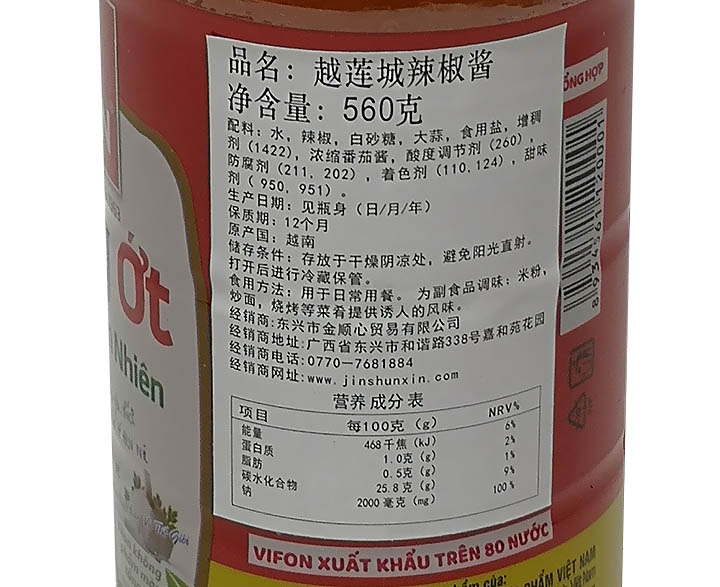 品名：越莲城辣椒酱
净含量：560克
配料：水，辣椒，白砂糖，大蒜，食用盐，增稠
剂（1422），浓缩番茄酱，酸度调节剂（260），
防腐剂（211，202），着色剂（110,124），甜味
剂（950，951）。
生产日期：见瓶身（日/月/年）
保质期：12个月
原产国：越南
储存条件：存放于干燥阴凉处，避免阳光直射。
打开后进行冷藏保管。
食用方法：用于日常用餐。 为副食品调味：米粉，
炒面，烧烤等菜肴提供诱人的风味。
经销商:东兴市金顺心贸易有限公司
经销商地址:广西省东兴市和谐路338号嘉和苑花园
经销商电话:0770-7681884
经销商网址:www.jinshunxin.com
营养成分表
项目 每100克（g） NRV%
能量 468千焦（kJ） 6%
蛋白质 1.0克（g） 2%
脂肪 0.5克（g） 1%
碳水化合物 25.8克（g） 9%
钠 2000毫克（mg） 100%
ỔNG HỢP
8934561120001
Ớt
Nhiên
VIFON XUẤT KHẨU TRÊN 80 NƯỚC
PHẨM VIỆT NAM